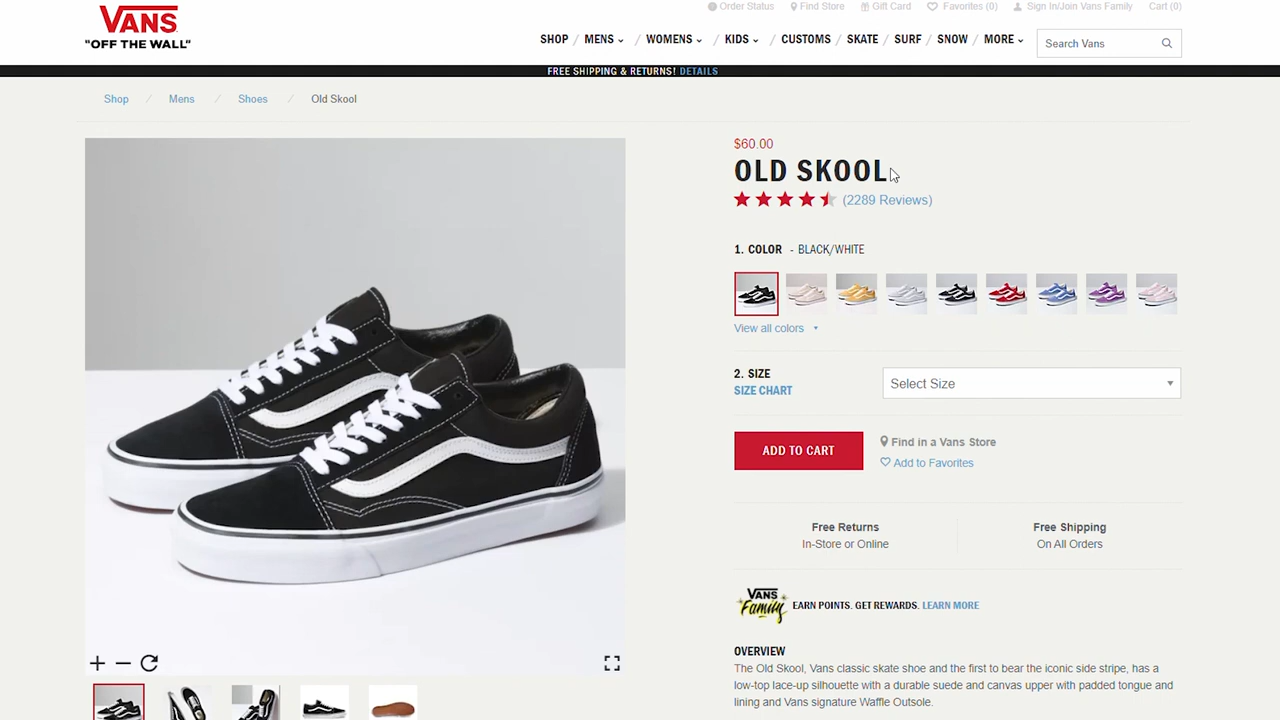 VANS
"OFF THE WALL"
Order Status
Find Store
Gift Card
Favorites (0)
Sign In/Join Vans Family
Cart (0)
SHOP / MENS / WOMENS / KIDS / CUSTOMS / SKATE / SURF / SNOW / MORE
Search Vans
FREE SHIPPING & RETURNS! DETAILS
Shop / Mens / Shoes / Old Skool
$60.00
OLD SKOOL
(2289 Reviews)
1. COLOR - BLACK/WHITE
View all colors
2. SIZE
SIZE CHART
Select Size
ADD TO CART
Find in a Vans Store
Add to Favorites
Free Returns
In-Store or Online
Free Shipping
On All Orders
VANS
Family
EARN POINTS. GET REWARDS. LEARN MORE
OVERVIEW
The Old Skool, Vans classic skate shoe and the first to bear the iconic side stripe, has a
low-top lace-up silhouette with a durable suede and canvas upper with padded tongue and
lining and Vans signature Waffle Outsole.